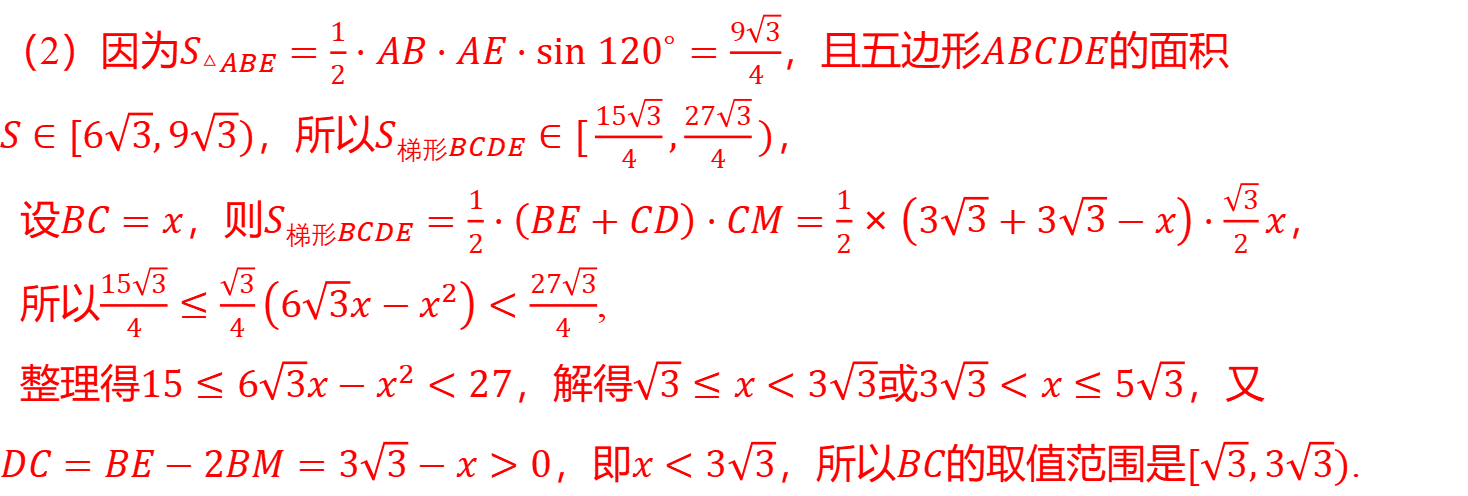 （2）因为S△ABE = 1/2 · AB · AE · sin 120° = 9√3/4，且五边形ABCDE的面积
S ∈ [6√3, 9√3)，所以S梯形BCDE ∈ [15√3/4, 27√3/4)，
设BC = x，则S梯形BCDE = 1/2 · (BE + CD) · CM = 1/2 × (3√3 + 3√3 − x) · √3/2 x，
所以15√3/4 ≤ √3/4 (6√3x − x²) < 27√3/4,
整理得15 ≤ 6√3x − x² < 27，解得√3 ≤ x < 3√3或3√3 < x ≤ 5√3，又
DC = BE − 2BM = 3√3 − x > 0，即x < 3√3，所以BC的取值范围是[√3, 3√3).